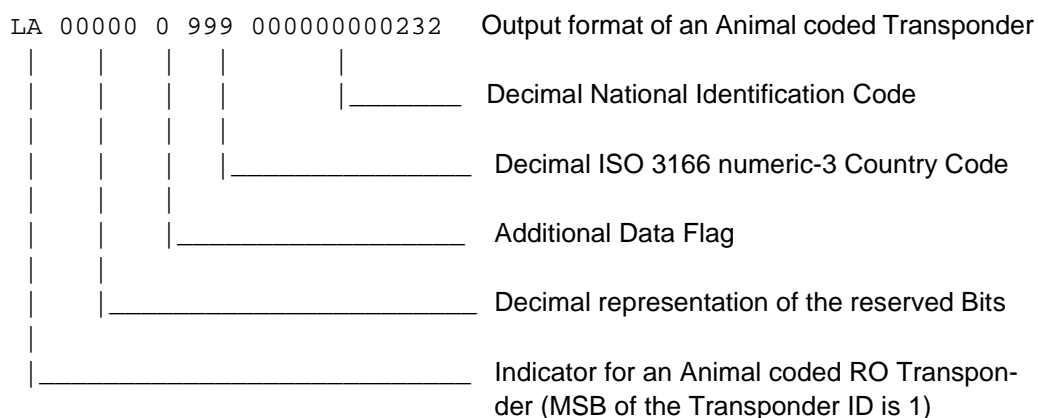 LA 00000 0 999 000000000232 Output format of an Animal coded Transponder
Decimal National Identification Code
Decimal ISO 3166 numeric-3 Country Code
Additional Data Flag
Decimal representation of the reserved Bits
Indicator for an Animal coded RO Transpon-
der (MSB of the Transponder ID is 1)